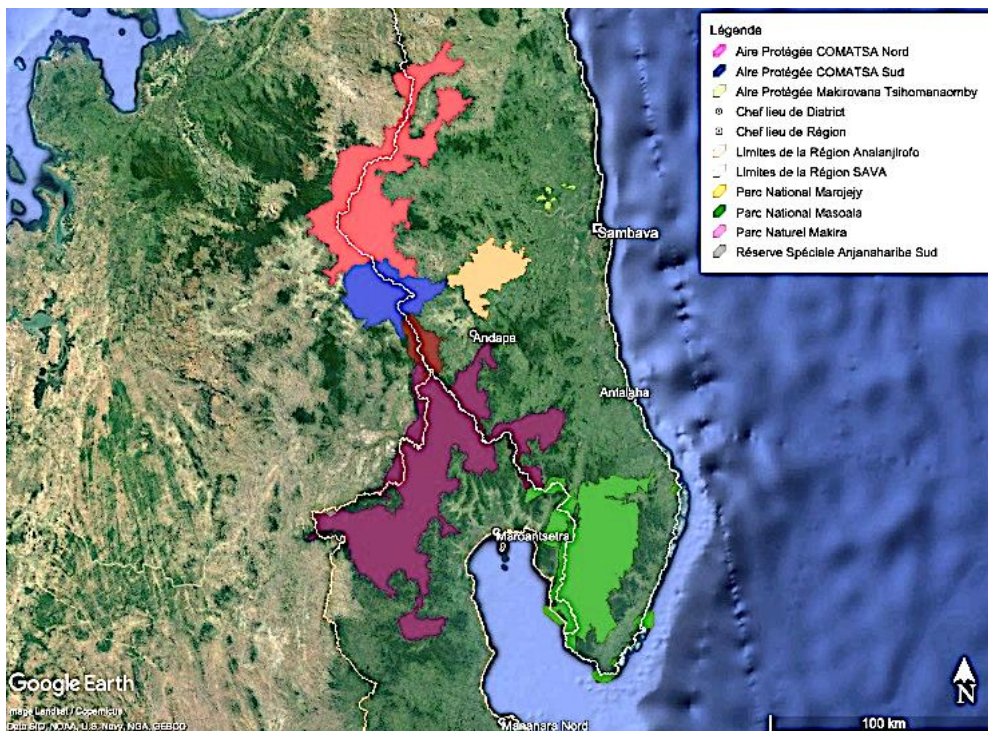 Légende
Aire Protégée COMATSA Nord
Aire Protégée COMATSA Sud
Aire Protégée Makirovana Tsihomanaomby
Chef lieu de District
Chef lieu de Région
Limites de la Région Analanjirofo
Limites de la Région SAVA
Parc National Marojejy
Parc National Masoala
Parc Naturel Makira
Réserve Spéciale Anjanaharibe Sud
Sambava
Andapa
Antalaha
Maroantsetra
Mananara Nord
Google Earth
Image Landsat / Copernicus
Data SIO, NOAA, U.S. Navy, NGA, GEBCO
N
100 km